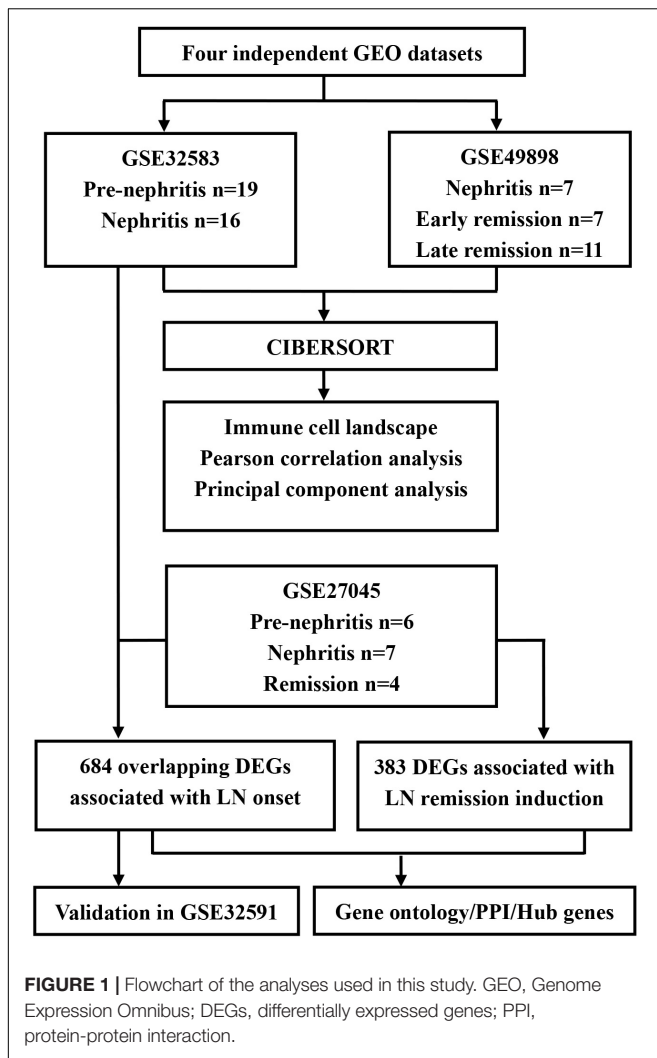 Four independent GEO datasets
GSE32583
Pre-nephritis n=19
Nephritis n=16
GSE49898
Nephritis n=7
Early remission n=7
Late remission n=11
CIBERSORT
Immune cell landscape
Pearson correlation analysis
Principal component analysis
GSE27045
Pre-nephritis n=6
Nephritis n=7
Remission n=4
684 overlapping DEGs
associated with LN onset
383 DEGs associated with
LN remission induction
Validation in GSE32591
Gene ontology/PPI/Hub genes
FIGURE 1 | Flowchart of the analyses used in this study. GEO, Genome
Expression Omnibus; DEGs, differentially expressed genes; PPI,
protein-protein interaction.